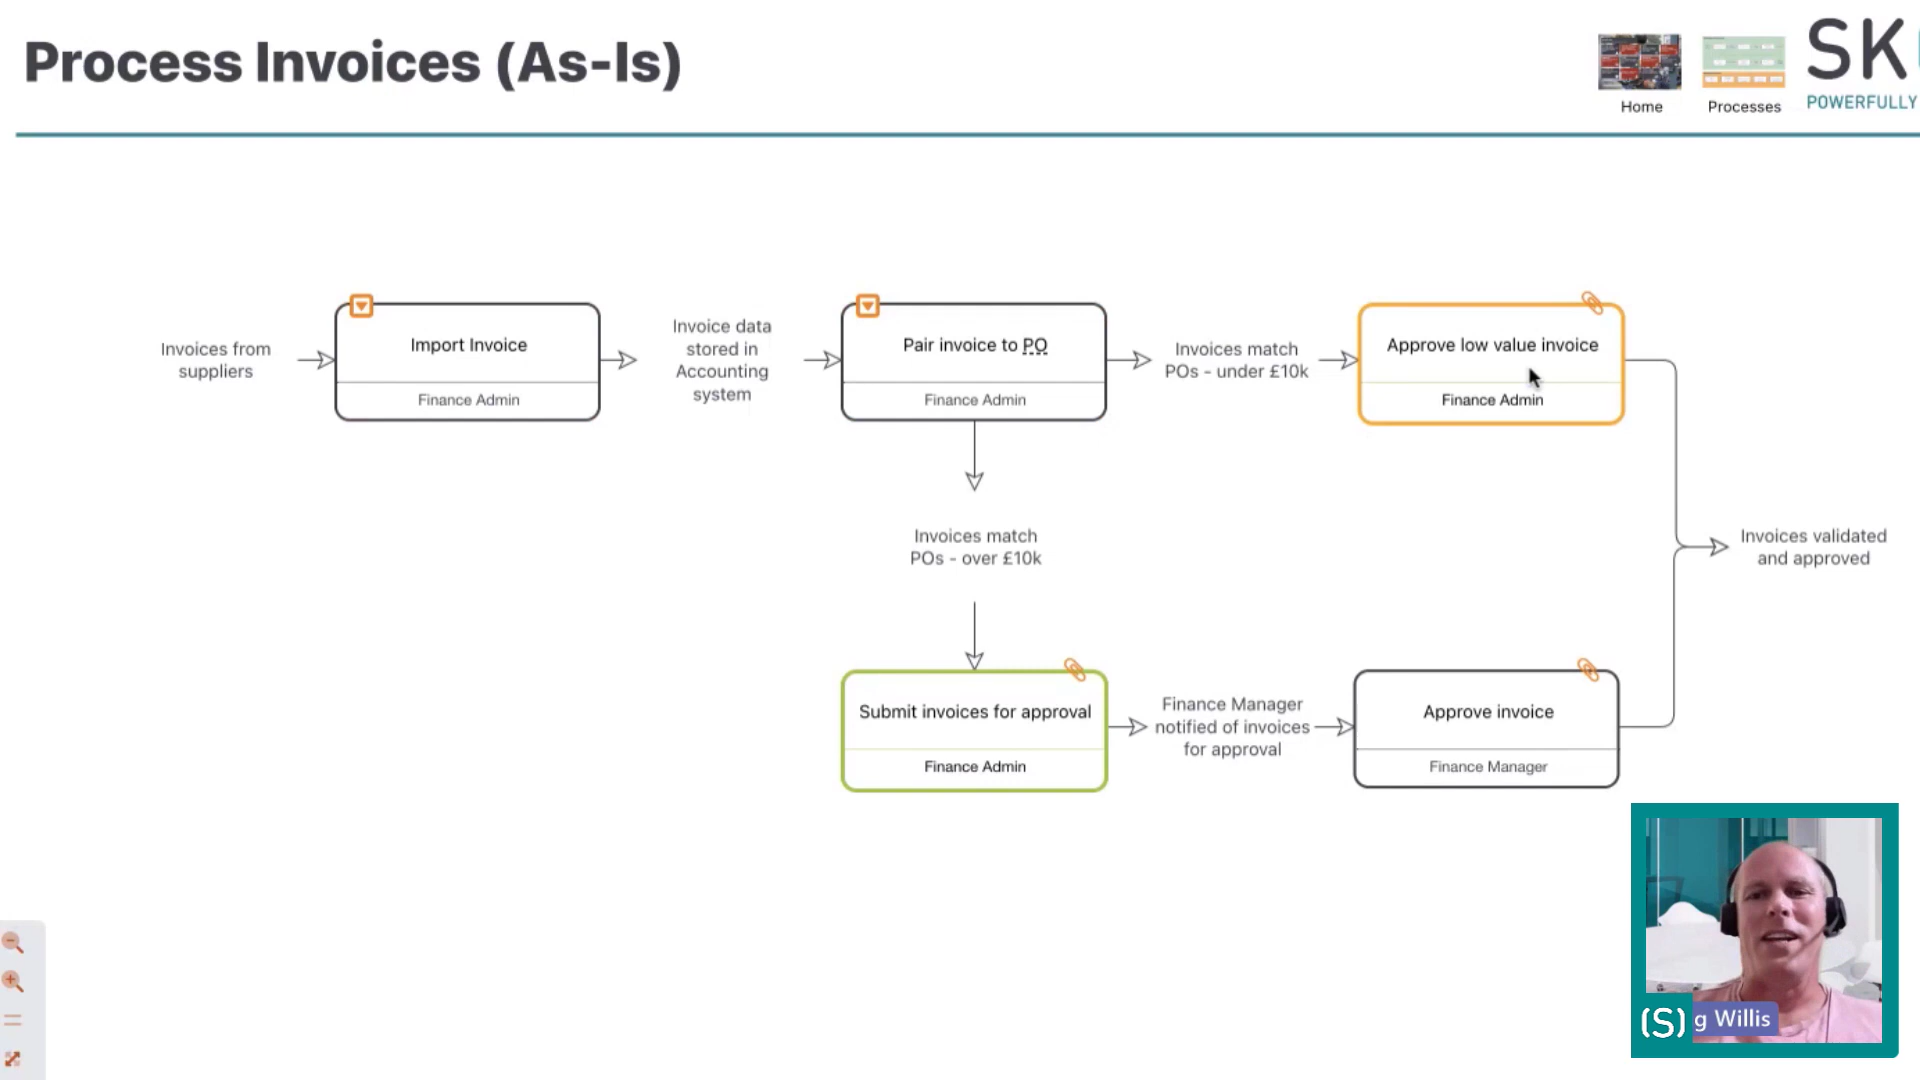 Process Invoices (As-Is)
Home
Processes
SK
POWERFULLY
Invoices from
suppliers
Import Invoice
Finance Admin
Invoice data
stored in
Accounting
system
Pair invoice to PO
Finance Admin
Invoices match
POs - under £10k
Approve low value invoice
Finance Admin
Invoices match
POs - over £10k
Invoices validated
and approved
Submit invoices for approval
Finance Admin
Finance Manager
notified of invoices
for approval
Approve invoice
Finance Manager
(S) g Willis